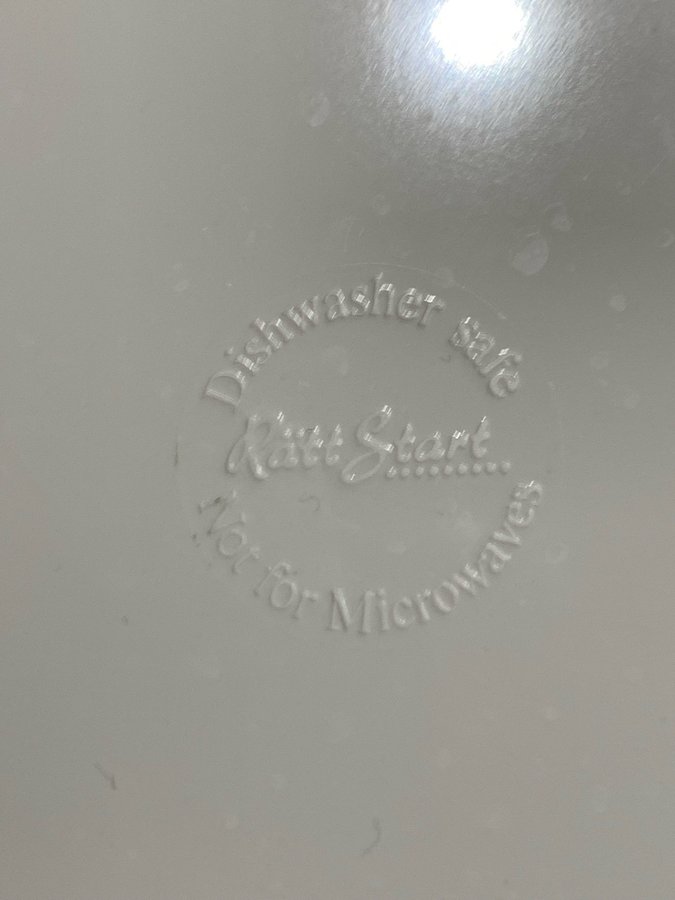 Dishwasher safe
Rätt Start
Not for Microwaves